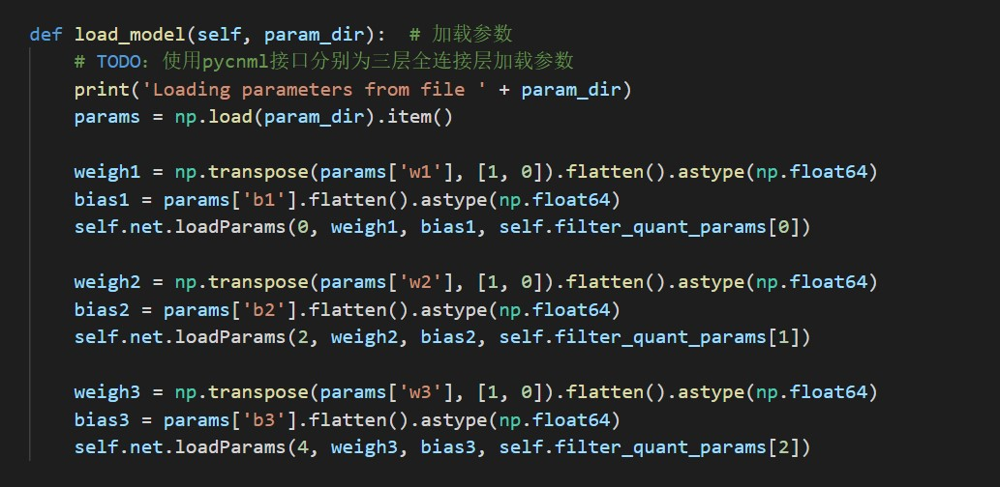 def load_model(self, param_dir):  # 加载参数
    # TODO：使用pycnml接口分别为三层全连接层加载参数
    print('Loading parameters from file ' + param_dir)
    params = np.load(param_dir).item()

    weigh1 = np.transpose(params['w1'], [1, 0]).flatten().astype(np.float64)
    bias1 = params['b1'].flatten().astype(np.float64)
    self.net.loadParams(0, weigh1, bias1, self.filter_quant_params[0])

    weigh2 = np.transpose(params['w2'], [1, 0]).flatten().astype(np.float64)
    bias2 = params['b2'].flatten().astype(np.float64)
    self.net.loadParams(2, weigh2, bias2, self.filter_quant_params[1])

    weigh3 = np.transpose(params['w3'], [1, 0]).flatten().astype(np.float64)
    bias3 = params['b3'].flatten().astype(np.float64)
    self.net.loadParams(4, weigh3, bias3, self.filter_quant_params[2])